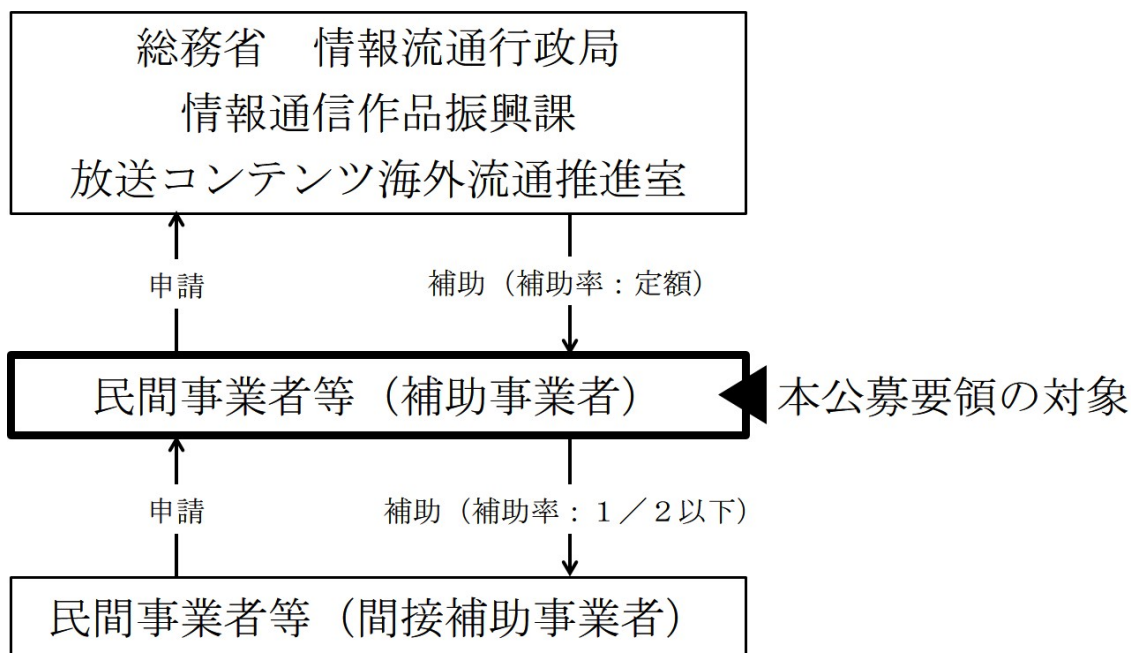 総務省　情報流通行政局
情報通信作品振興課
放送コンテンツ海外流通推進室
申請
補助（補助率：定額）
民間事業者等（補助事業者）
本公募要領の対象
申請
補助（補助率：１／２以下）
民間事業者等（間接補助事業者）